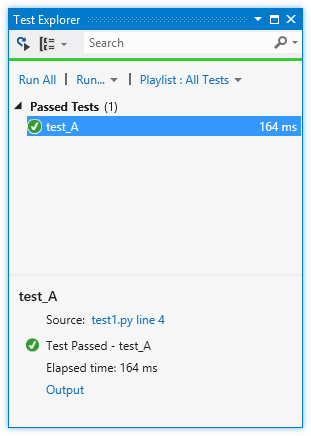 Test Explorer
Search
Run All | Run... | Playlist : All Tests
Passed Tests (1)
test_A 164 ms
test_A
Source: test1.py line 4
Test Passed - test_A
Elapsed time: 164 ms
Output